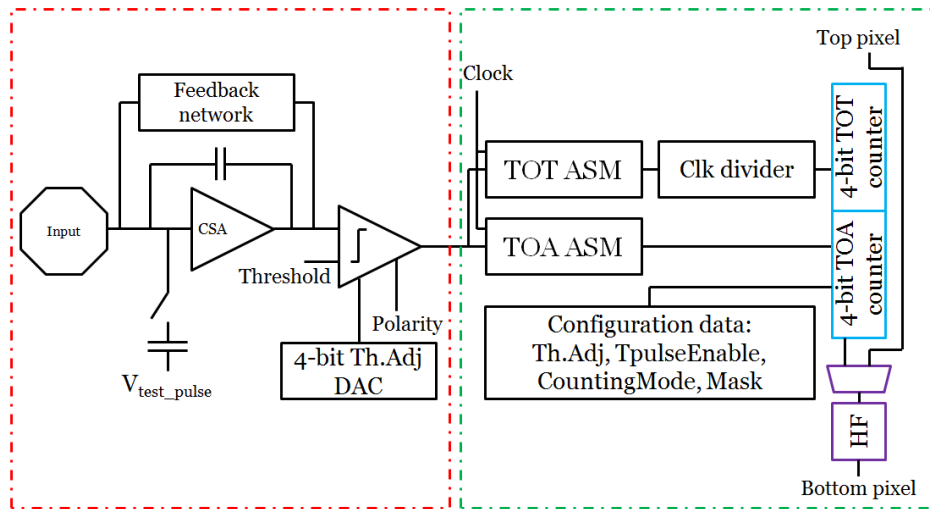 Top pixel
Clock
Feedback
network
4-bit TOT
counter
TOT ASM
Clk divider
Input
CSA
TOA ASM
4-bit TOA
counter
Threshold
Polarity
Configuration data:
Th.Adj, TpulseEnable,
CountingMode, Mask
4-bit Th.Adj
DAC
Vtest_pulse
HF
Bottom pixel